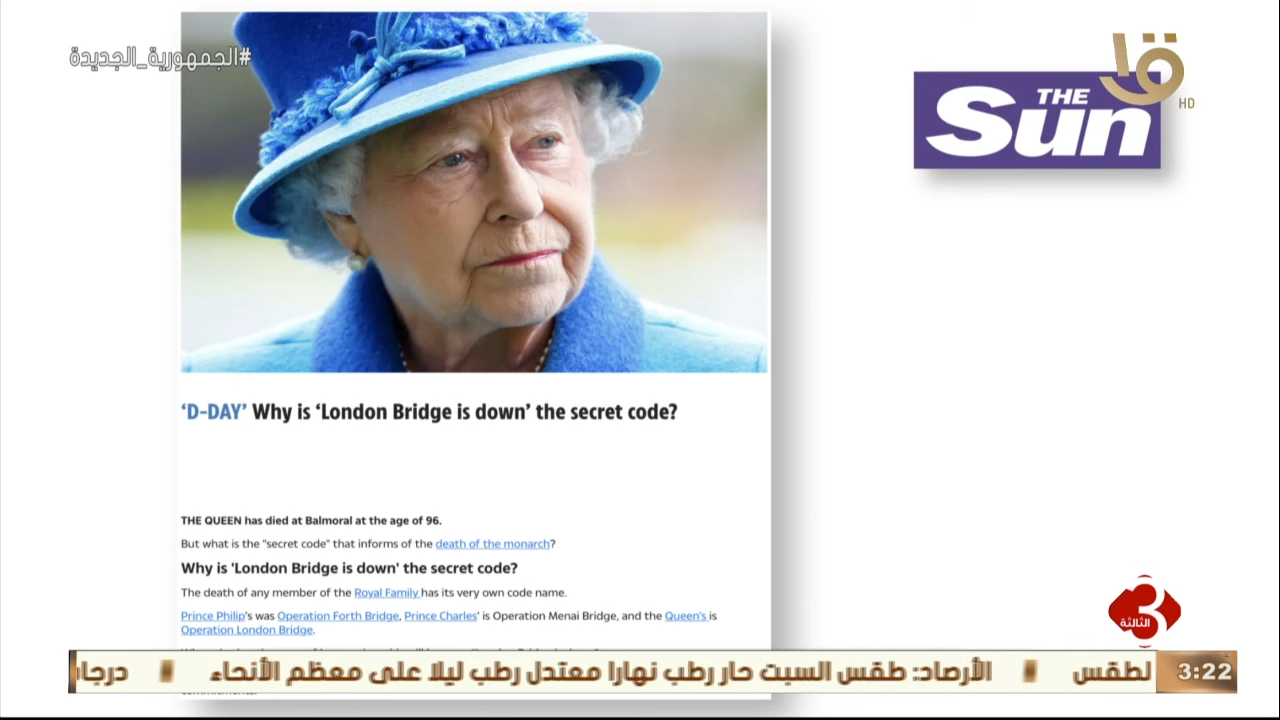 #الجمهورية_الجديدة
THE
Sun
HD
‘D-DAY’ Why is ‘London Bridge is down’ the secret code?
THE QUEEN has died at Balmoral at the age of 96.
But what is the "secret code" that informs of the death of the monarch?
Why is 'London Bridge is down' the secret code?
The death of any member of the Royal Family has its very own code name.
Prince Philip's was Operation Forth Bridge, Prince Charles' is Operation Menai Bridge, and the Queen's is
Operation London Bridge.
3
الثالثة
لطقس الأرصاد: طقس السبت حار رطب نهارا معتدل رطب ليلا على معظم الأنحاء درجا
3:22